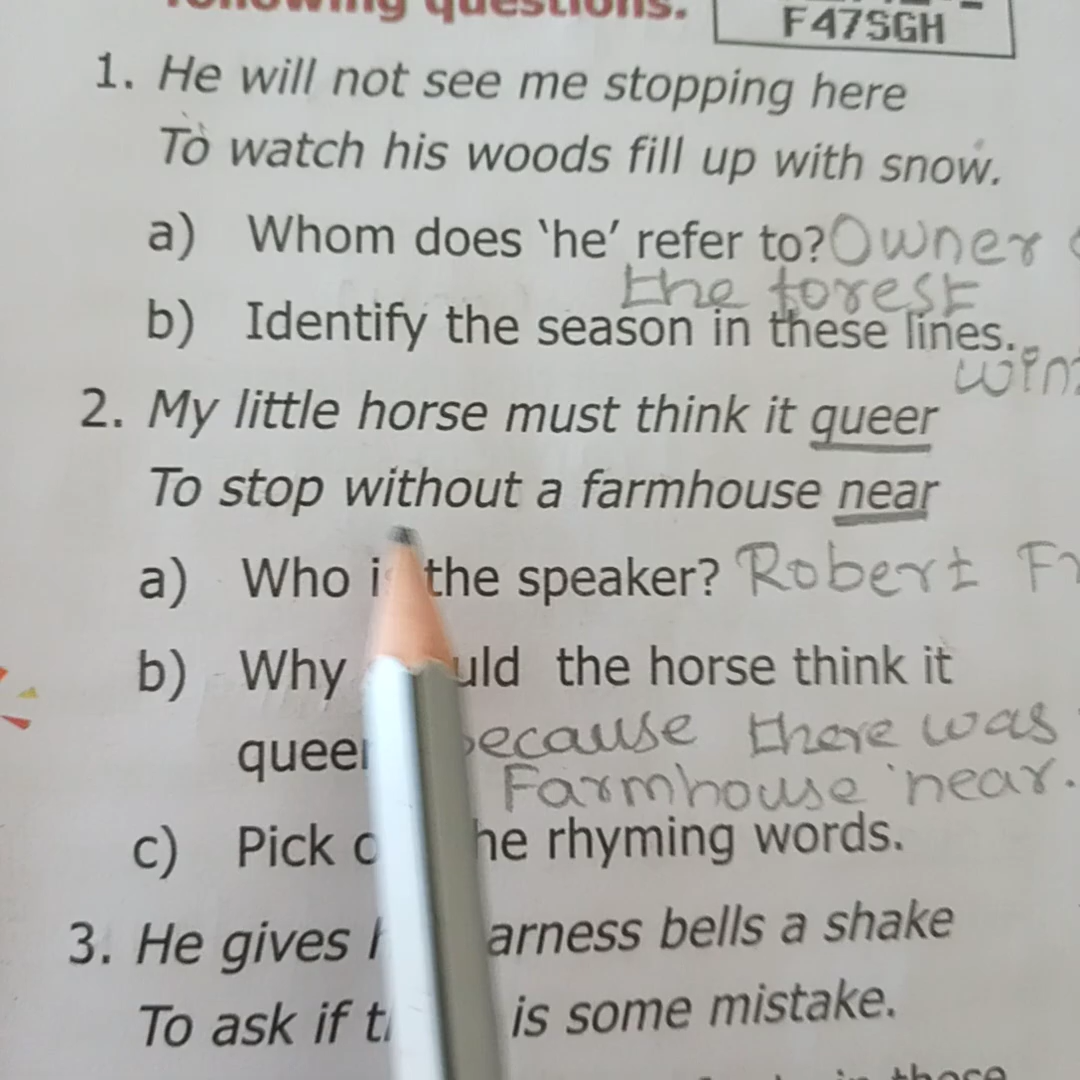 following questions.
F47SGH
1. He will not see me stopping here
To watch his woods fill up with snow.
a) Whom does 'he' refer to? Owner
the forest
b) Identify the season in these lines.
2. My little horse must think it queer
To stop without a farmhouse near
a) Who the speaker? Robert
b) Why the horse think it
there was
Farmhouse near.
c) Pick rhyming words.
3. He gives bells a shake
To ask if is some mistake.